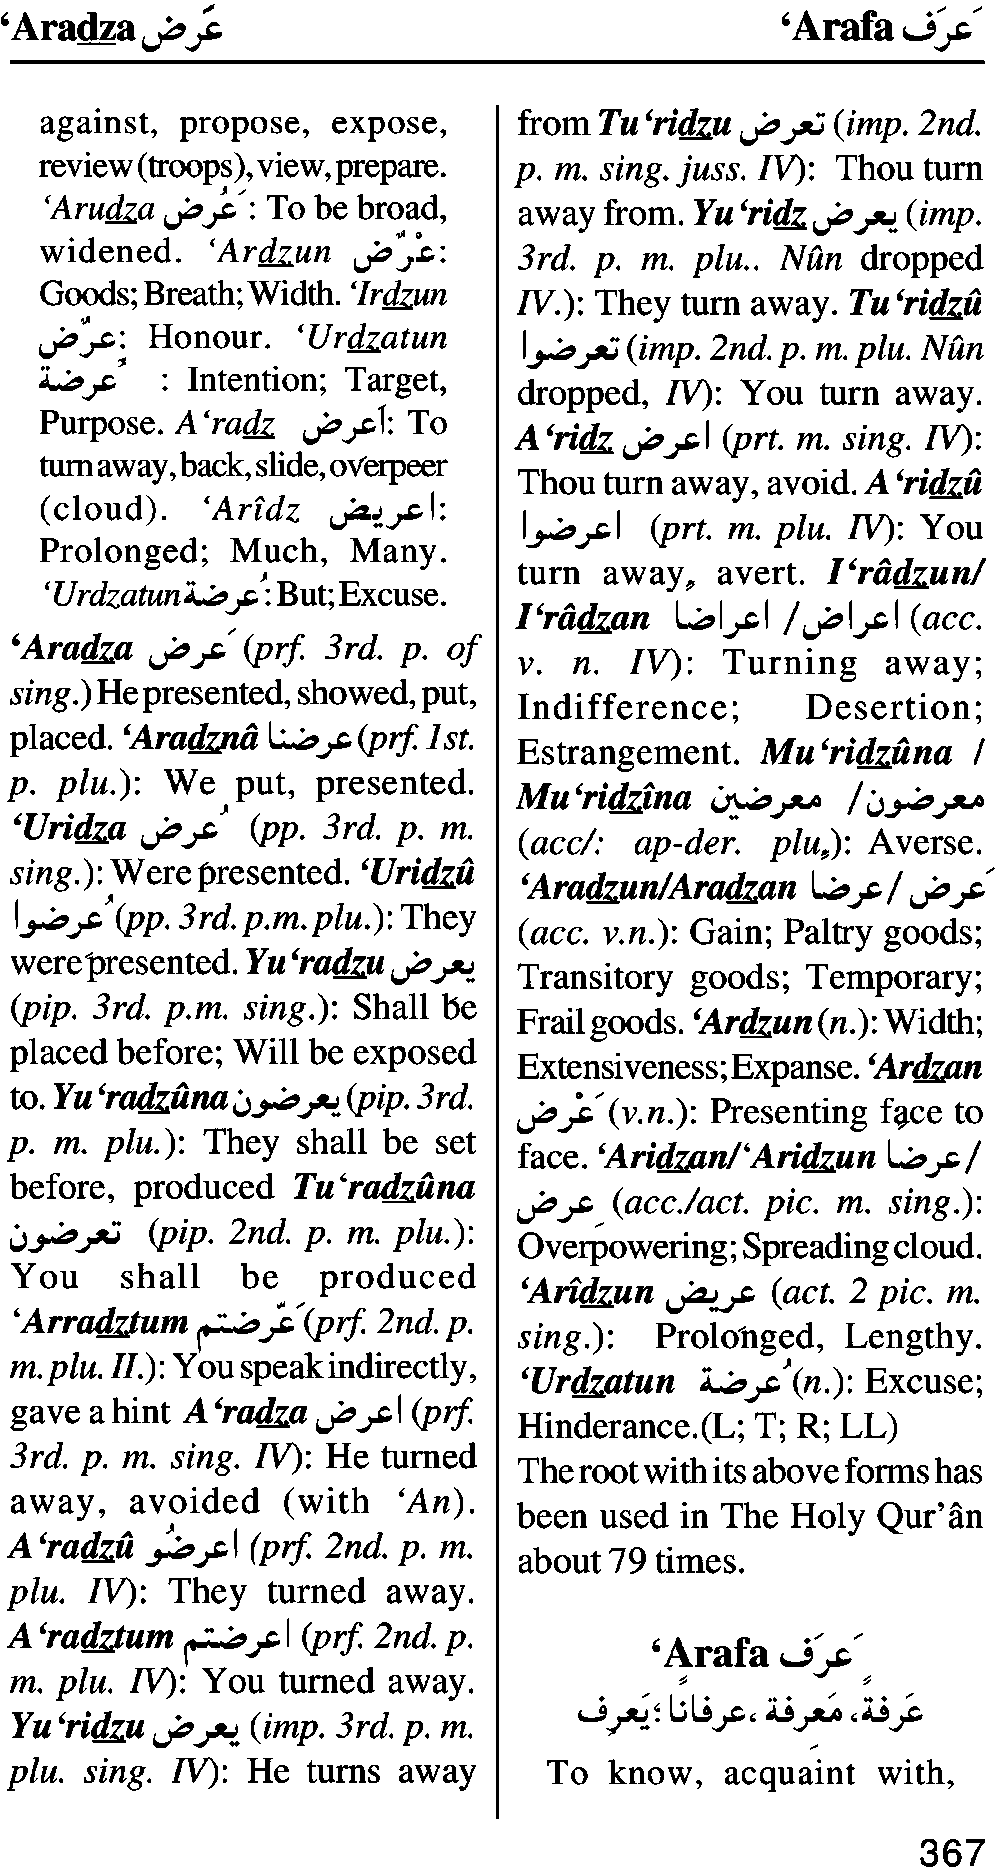 ‘Aradza عَّرض
‘Arafa عَرَف
against, propose, expose,
review (troops), view, prepare.
‘Arudza عَرُض : To be broad,
widened. ‘Ardzun عرْضٌ:
Goods; Breath; Width. ‘Irdzun
عِرْضٌ: Honour. ‘Urdzatun
عُرضة : Intention; Target,
Purpose. A‘radz أعرض: To
turn away, back, slide, overpeer
(cloud). ‘Arîdz اعريض:
Prolonged; Much, Many.
‘Urdzatun عُرضة: But; Excuse.
‘Aradza عَرض (prf. 3rd. p. of
sing.) He presented, showed, put,
placed. ‘Aradznâ عرضنا (prf. 1st.
p. plu.): We put, presented.
‘Uridza عُرض (pp. 3rd. p. m.
sing.): Were presented. ‘Uridzû
عُرضوا (pp. 3rd. p.m. plu.): They
were presented. Yu‘radzu يعرض
(pip. 3rd. p.m. sing.): Shall be
placed before; Will be exposed
to. Yu‘radzûna يعرضون (pip. 3rd.
p. m. plu.): They shall be set
before, produced Tu‘radzûna
تعرضون (pip. 2nd. p. m. plu.):
You shall be produced
‘Arradztum عَرّضتم (prf. 2nd. p.
m. plu. II.): You speak indirectly,
gave a hint A‘radza اعرض (prf.
3rd. p. m. sing. IV): He turned
away, avoided (with ‘An).
A‘radzû اعرضُو (prf. 2nd. p. m.
plu. IV): They turned away.
A‘radztum اعرضتم (prf. 2nd. p.
m. plu. IV): You turned away.
Yu‘ridzu يعرض (imp. 3rd. p. m.
plu. sing. IV): He turns away
from Tu‘ridzu تعرض (imp. 2nd.
p. m. sing. juss. IV): Thou turn
away from. Yu‘ridz يعرض (imp.
3rd. p. m. plu.. Nûn dropped
IV.): They turn away. Tu‘ridzû
تعرضوا (imp. 2nd. p. m. plu. Nûn
dropped, IV): You turn away.
A‘ridz اعرض (prt. m. sing. IV):
Thou turn away, avoid. A‘ridzû
اعرضوا (prt. m. plu. IV): You
turn away, avert. I‘râdzun/
I‘râdzan اعراض/ اعراضا (acc.
v. n. IV): Turning away;
Indifference; Desertion;
Estrangement. Mu‘ridzûna /
Mu‘ridzîna معرضون/ معرضين
(acc/: ap-der. plu,): Averse.
‘Aradzun/Aradzan عَرض / عرضا
(acc. v.n.): Gain; Paltry goods;
Transitory goods; Temporary;
Frail goods. ‘Ardzun (n.): Width;
Extensiveness; Expanse. ‘Ardzan
عَرْض (v.n.): Presenting face to
face. ‘Aridzan/‘Aridzun عرضا/
عِرض (acc./act. pic. m. sing.):
Overpowering; Spreading cloud.
‘Arîdzun عريض (act. 2 pic. m.
sing.): Prolonged, Lengthy.
‘Urdzatun عُرضة (n.): Excuse;
Hinderance.(L; T; R; LL)
The root with its above forms has
been used in The Holy Qur’ân
about 79 times.
‘Arafa عَرَف
عَرفةً، مَعرفة، عرفانًا؛ يَعرِف
To know, acquaint with,
367